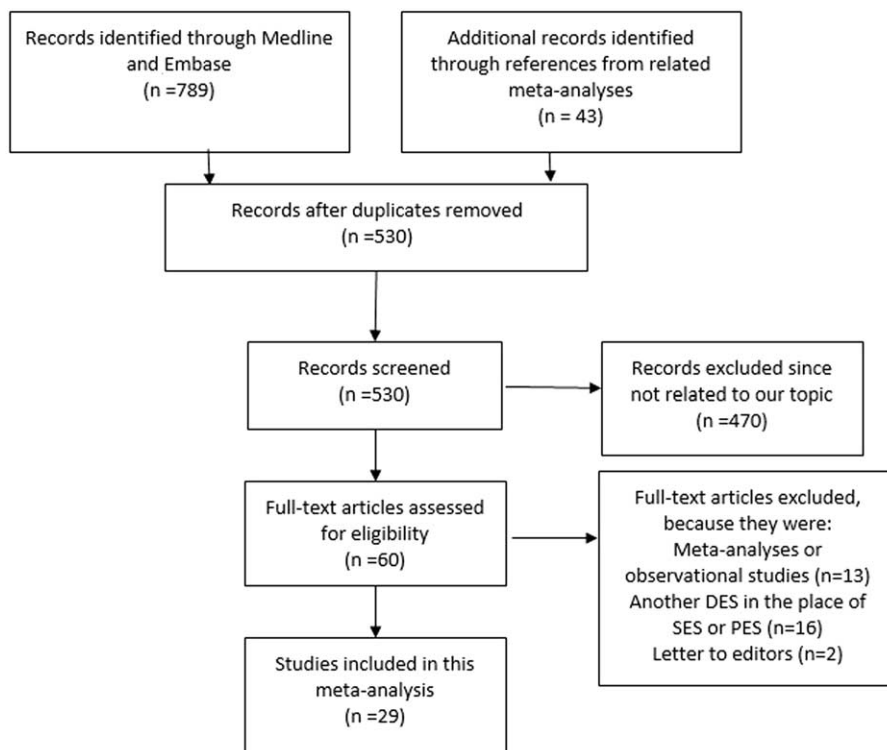 Records identified through Medline
and Embase
(n =789)
Additional records identified
through references from related
meta-analyses
(n = 43)
Records after duplicates removed
(n =530)
Records screened
(n =530)
Records excluded since
not related to our topic
(n =470)
Full-text articles assessed
for eligibility
(n =60)
Full-text articles excluded,
because they were:
Meta-analyses or
observational studies (n=13)
Another DES in the place of
SES or PES (n=16)
Letter to editors (n=2)
Studies included in this
meta-analysis
(n =29)